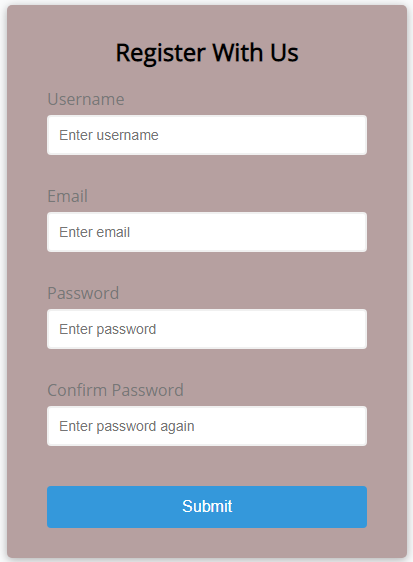 Register With Us
Username
Enter username
Email
Enter email
Password
Enter password
Confirm Password
Enter password again
Submit